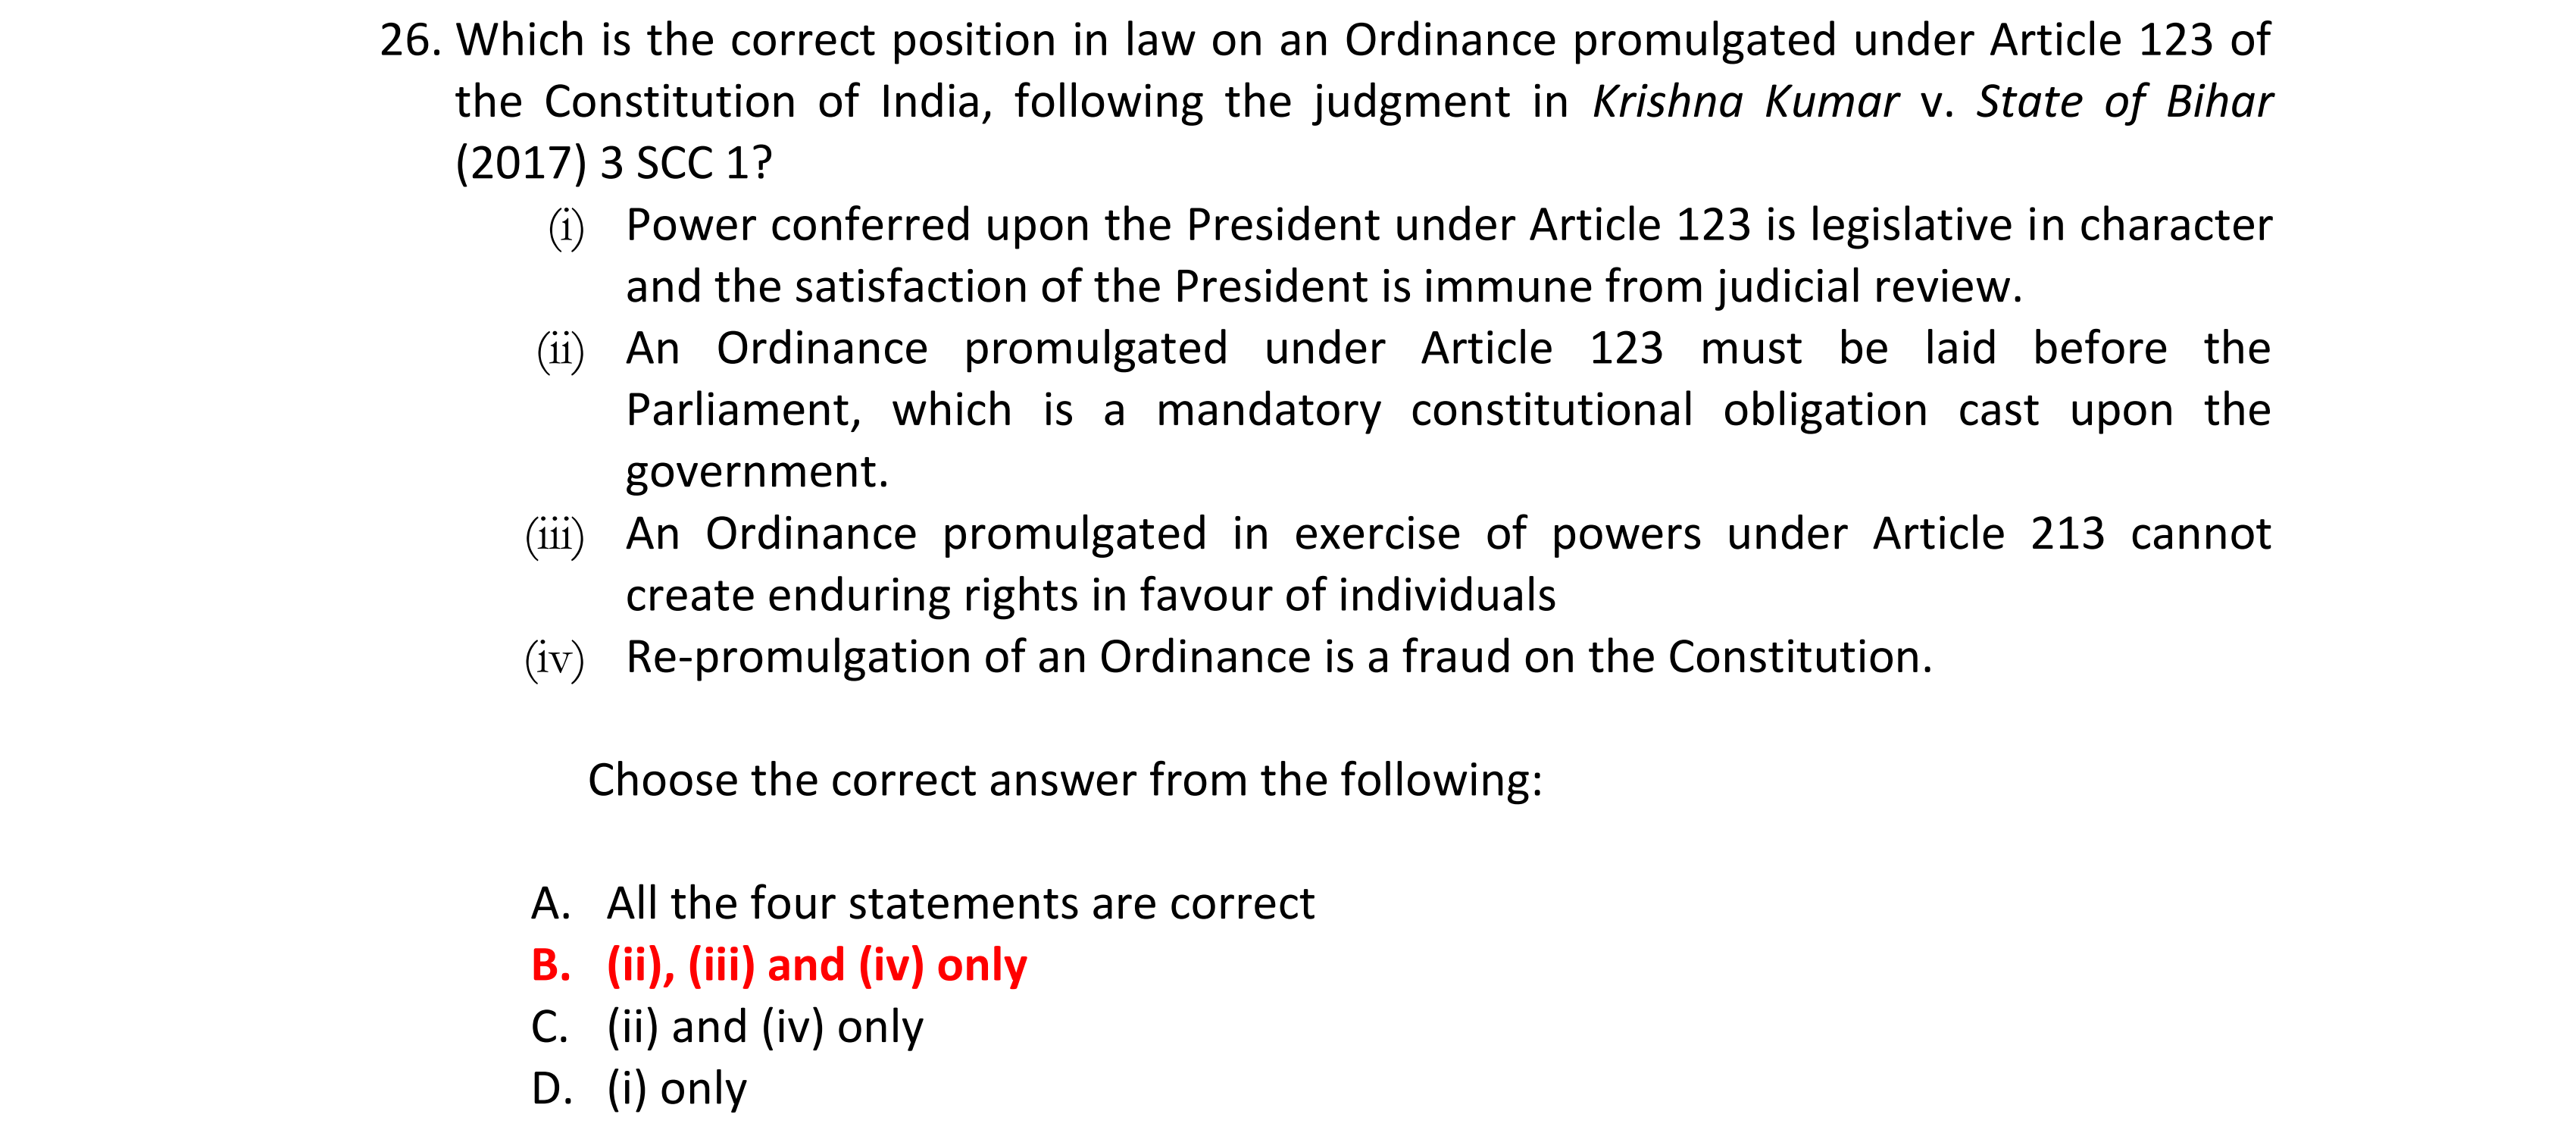 26. Which is the correct position in law on an Ordinance promulgated under Article 123 of
the Constitution of India, following the judgment in Krishna Kumar v. State of Bihar
(2017) 3 SCC 1?
(i) Power conferred upon the President under Article 123 is legislative in character
and the satisfaction of the President is immune from judicial review.
(ii) An Ordinance promulgated under Article 123 must be laid before the
Parliament, which is a mandatory constitutional obligation cast upon the
government.
(iii) An Ordinance promulgated in exercise of powers under Article 213 cannot
create enduring rights in favour of individuals
(iv) Re-promulgation of an Ordinance is a fraud on the Constitution.
Choose the correct answer from the following:
A. All the four statements are correct
B. (ii), (iii) and (iv) only
C. (ii) and (iv) only
D. (i) only